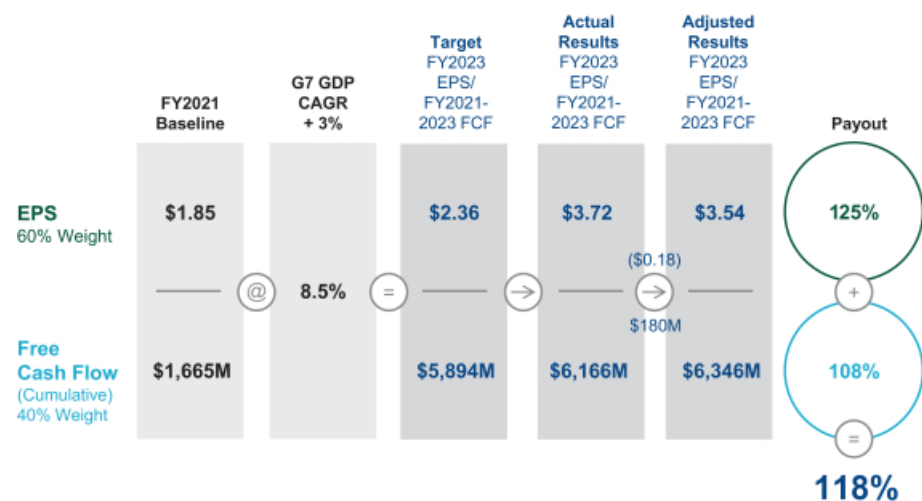 FY2021
Baseline
G7 GDP
CAGR
+ 3%
Target
FY2023
EPS/
FY2021-
2023 FCF
Actual
Results
FY2023
EPS/
FY2021-
2023 FCF
Adjusted
Results
FY2023
EPS/
FY2021-
2023 FCF
Payout
EPS
60% Weight
$1.85
$2.36
$3.72
$3.54
125%
@
8.5%
=
→
($0.18)
→
$180M
+
Free
Cash Flow
(Cumulative)
40% Weight
$1,665M
$5,894M
$6,166M
$6,346M
108%
=
118%